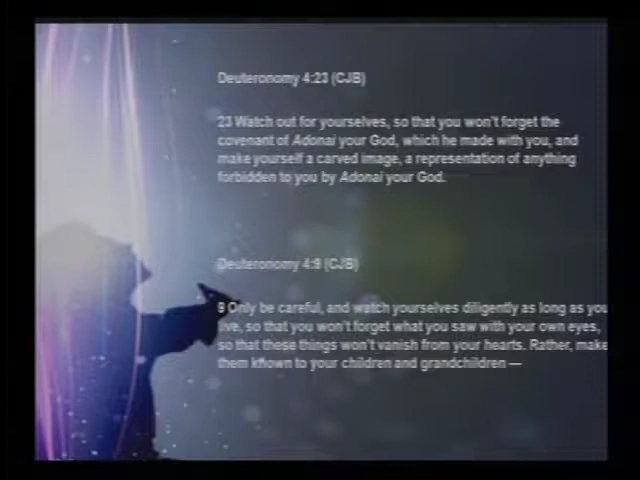 Deuteronomy 4:23 (CJB)
23 Watch out for yourselves, so that you won't forget the
covenant of Adonai your God, which he made with you, and
make yourself a carved image, a representation of anything
forbidden to you by Adonai your God.
Deuteronomy 4:9 (CJB)
9 Only be careful, and watch yourselves diligently as long as you
live, so that you won't forget what you saw with your own eyes,
so that these things won't vanish from your hearts. Rather, make
them known to your children and grandchildren —